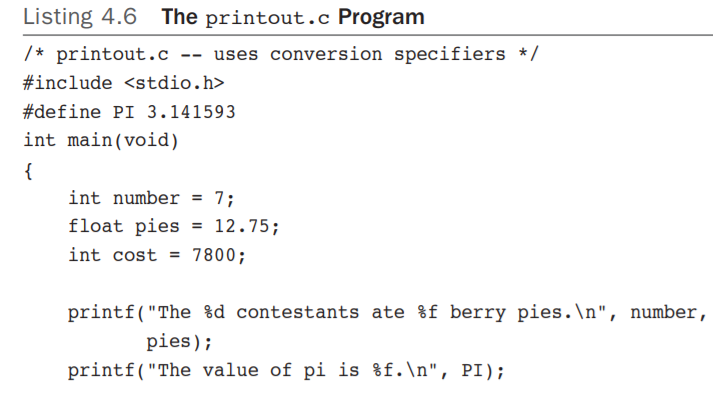 Listing 4.6 The printout.c Program
/* printout.c -- uses conversion specifiers */
#include <stdio.h>
#define PI 3.141593
int main(void)
{
    int number = 7;
    float pies = 12.75;
    int cost = 7800;

    printf("The %d contestants ate %f berry pies.\n", number,
           pies);
    printf("The value of pi is %f.\n", PI);